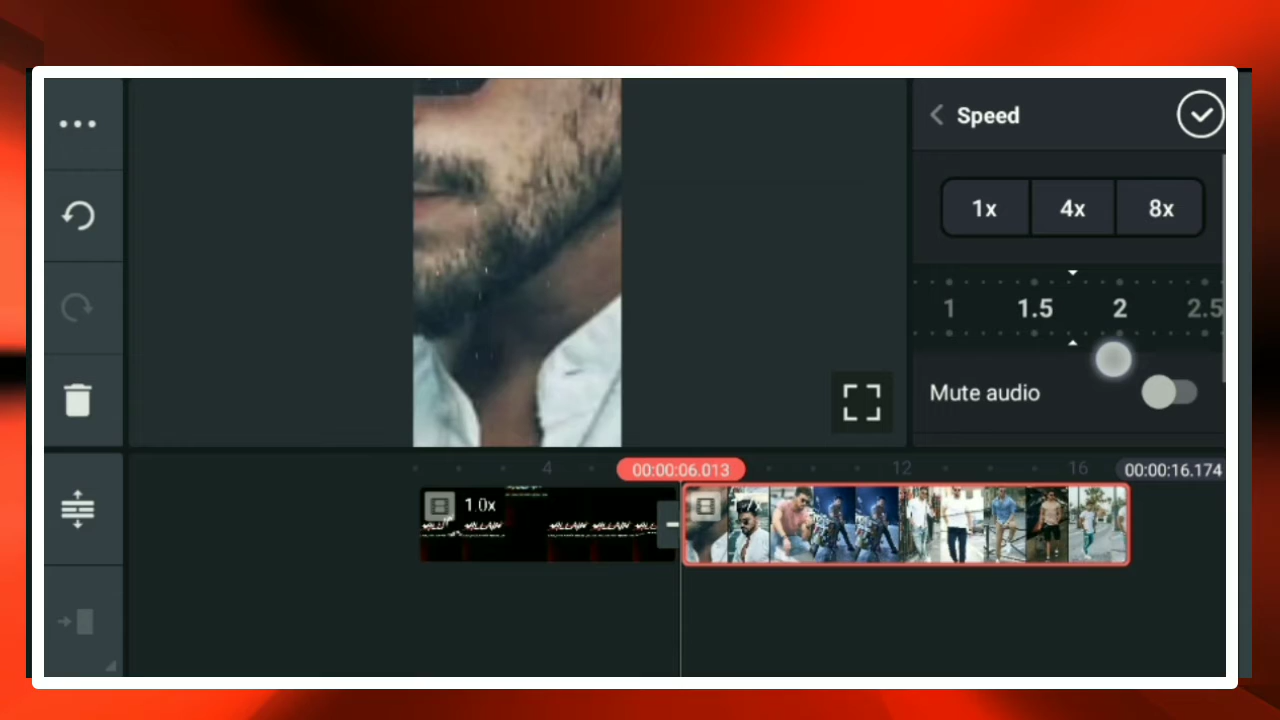 Speed
1x 4x 8x
1 1.5 2 2.5
Mute audio
4 00:00:06.013 12 16 00:00:16.174
1.0x